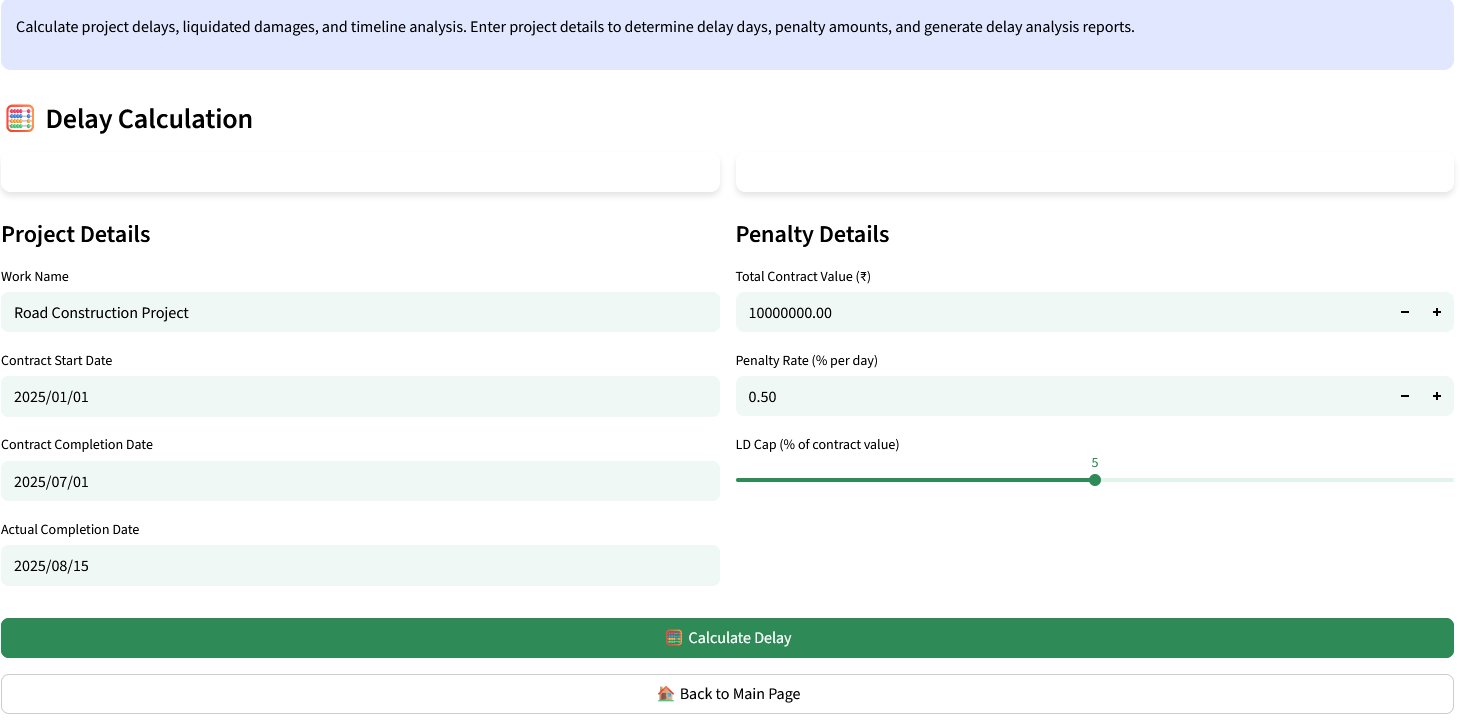 Calculate project delays, liquidated damages, and timeline analysis. Enter project details to determine delay days, penalty amounts, and generate delay analysis reports.
Delay Calculation
Project Details
Work Name
Road Construction Project
Contract Start Date
2025/01/01
Contract Completion Date
2025/07/01
Actual Completion Date
2025/08/15
Penalty Details
Total Contract Value (₹)
10000000.00
Penalty Rate (% per day)
0.50
LD Cap (% of contract value)
5
Calculate Delay
Back to Main Page